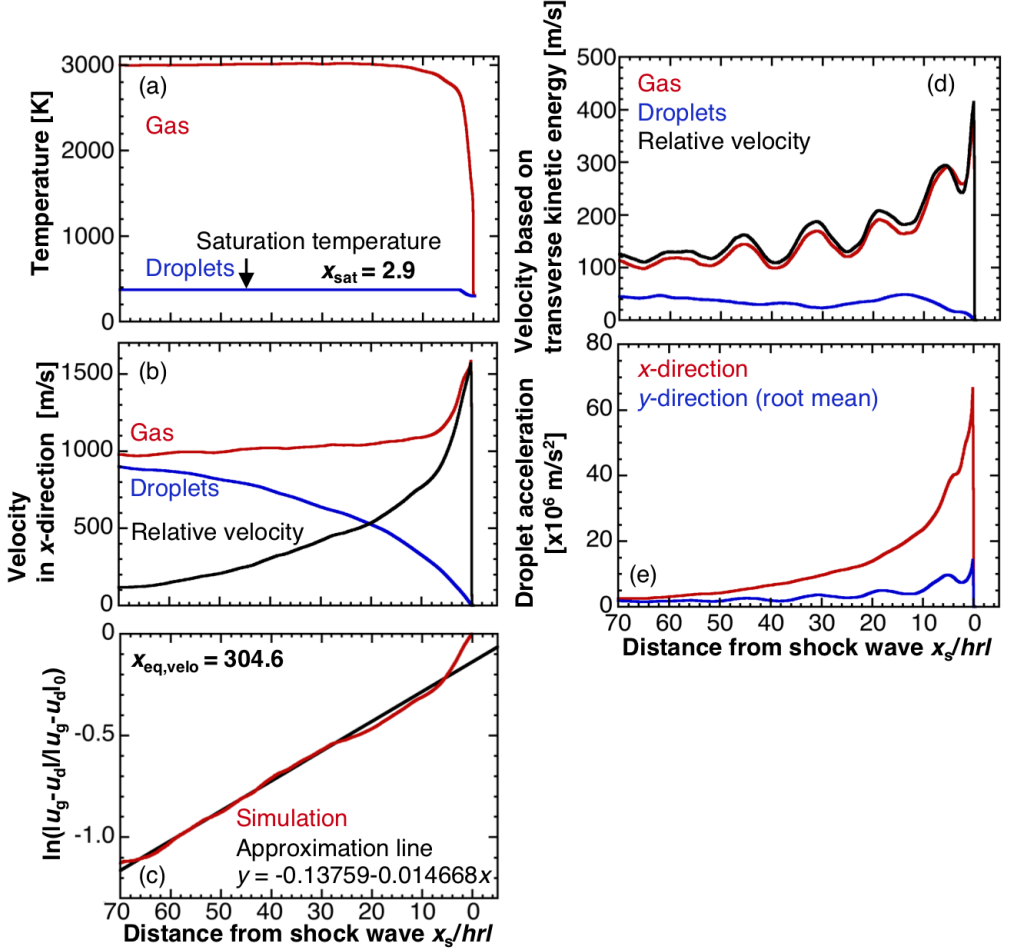 Temperature [K]
3000
2000
1000
0
(a)
Gas
Saturation temperature
Droplets
x_sat = 2.9
Velocity
in x-direction [m/s]
1500
1000
500
0
(b)
Gas
Droplets
Relative velocity
ln(|u_g-u_d|/|u_g-u_d|_0)
0
-0.5
-1.0
x_eq,velo = 304.6
Simulation
Approximation line
y = -0.13759-0.014668x
(c)
70 60 50 40 30 20 10 0
Distance from shock wave x_s/hrl
Velocity based on
transverse kinetic energy [m/s]
500
400
300
200
100
0
Gas
(d)
Droplets
Relative velocity
Droplet acceleration
[x10⁶ m/s²]
80
60
40
20
0
x-direction
y-direction (root mean)
(e)
70 60 50 40 30 20 10 0
Distance from shock wave x_s/hrl